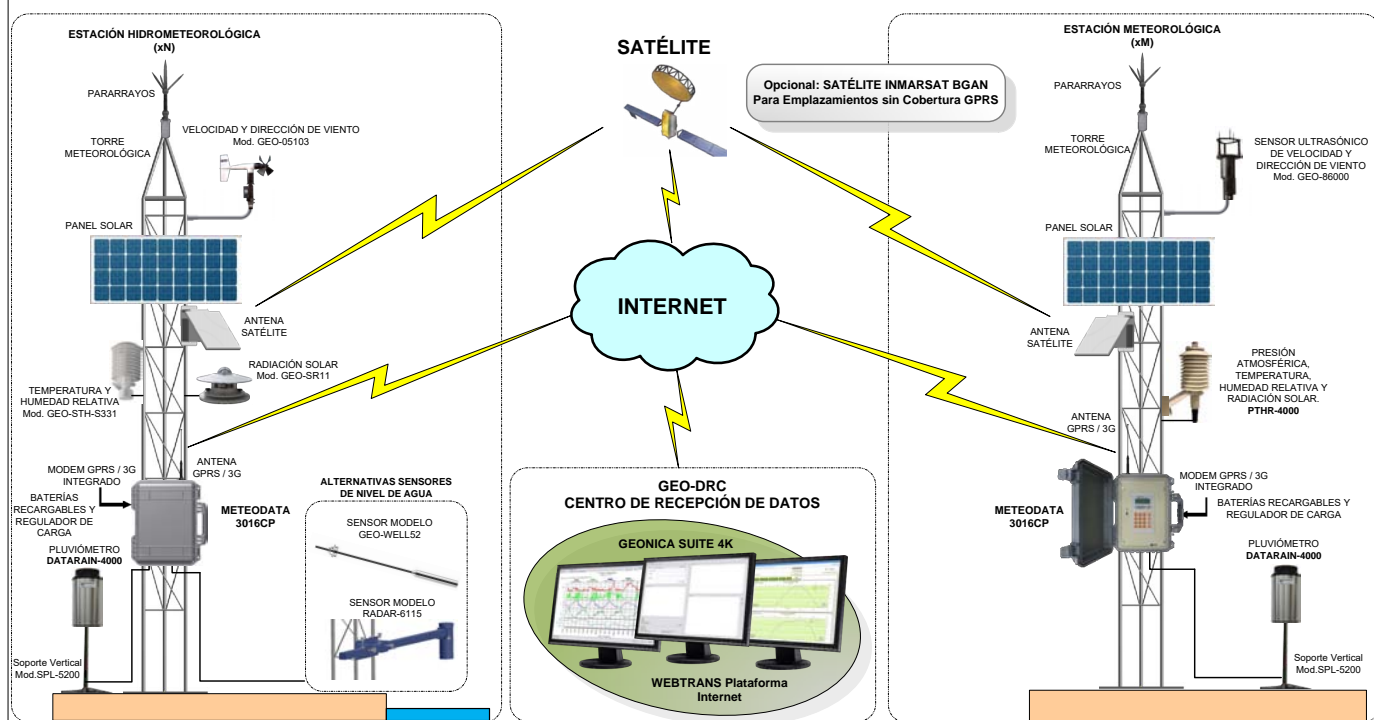 ESTACIÓN HIDROMETEOROLÓGICA
(xN)
PARARRAYOS
TORRE
METEOROLÓGICA
VELOCIDAD Y DIRECCIÓN DE VIENTO
Mod. GEO-05103
PANEL SOLAR
ANTENA
SATÉLITE
RADIACIÓN SOLAR
Mod. GEO-SR11
TEMPERATURA Y
HUMEDAD RELATIVA
Mod. GEO-STH-S331
ANTENA
GPRS / 3G
MODEM GPRS / 3G
INTEGRADO
BATERÍAS
RECARGABLES Y
REGULADOR DE
CARGA
METEODATA
3016CP
PLUVIÓMETRO
DATARAIN-4000
Soporte Vertical
Mod.SPL-5200
ALTERNATIVAS SENSORES
DE NIVEL DE AGUA
SENSOR MODELO
GEO-WELL52
SENSOR MODELO
RADAR-6115
SATÉLITE
Opcional: SATÉLITE INMARSAT BGAN
Para Emplazamientos sin Cobertura GPRS
INTERNET
GEO-DRC
CENTRO DE RECEPCIÓN DE DATOS
GEONICA SUITE 4K
WEBTRANS Plataforma
Internet
ESTACIÓN METEOROLÓGICA
(xM)
PARARRAYOS
TORRE
METEOROLÓGICA
SENSOR ULTRASÓNICO
DE VELOCIDAD Y
DIRECCIÓN DE VIENTO
Mod. GEO-86000
PANEL SOLAR
ANTENA
SATÉLITE
PRESIÓN
ATMOSFÉRICA,
TEMPERATURA,
HUMEDAD RELATIVA Y
RADIACIÓN SOLAR.
PTHR-4000
ANTENA
GPRS / 3G
MODEM GPRS / 3G
INTEGRADO
BATERÍAS RECARGABLES Y
REGULADOR DE CARGA
METEODATA
3016CP
PLUVIÓMETRO
DATARAIN-4000
Soporte Vertical
Mod.SPL-5200